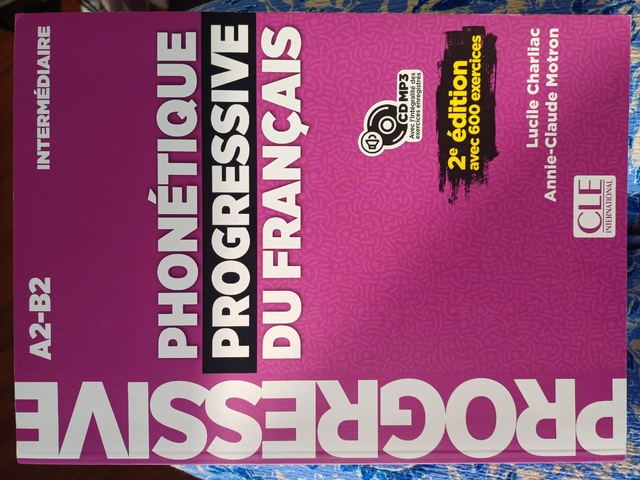 PROGRESSIVE
A2-B2
INTERMÉDIAIRE
PHONÉTIQUE
PROGRESSIVE
DU FRANÇAIS
CD MP3
Avec l'intégralité des
exercices enregistrés
2e édition
avec 600 exercices
Lucile Charliac
Annie-Claude Motron
CLE
INTERNATIONAL